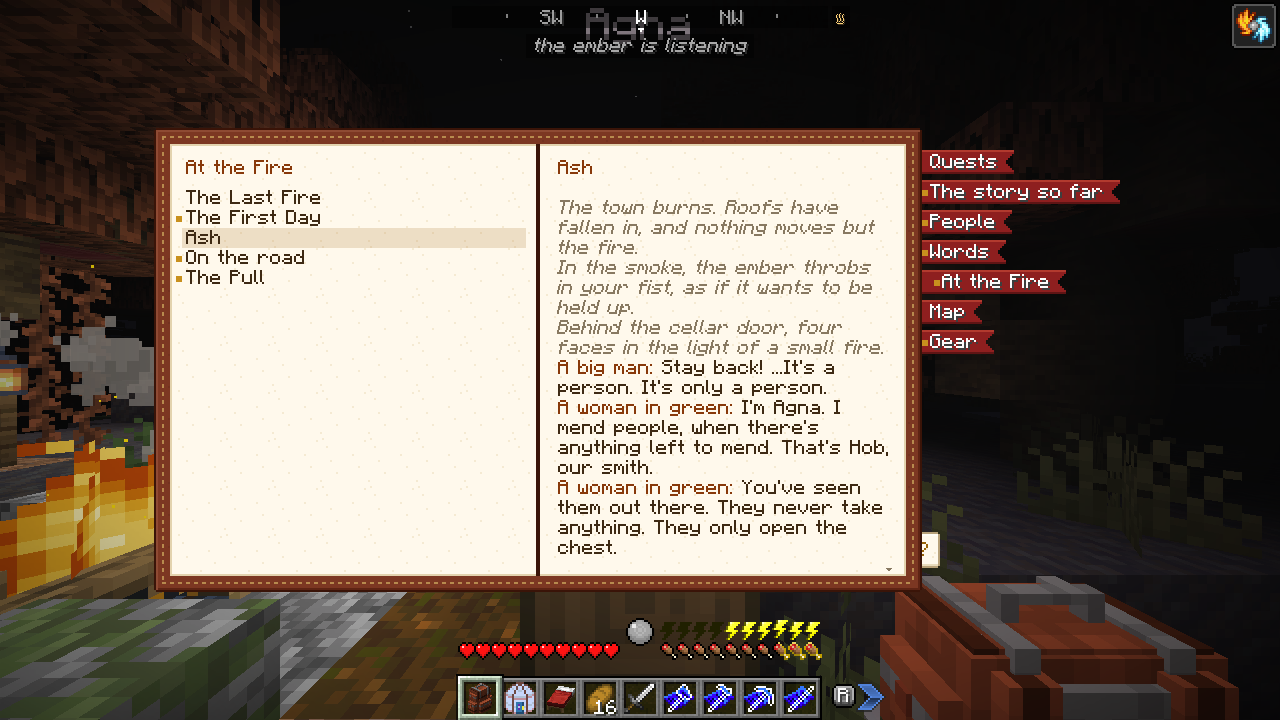 SW
W
NW
Agna
the ember is listening
At the Fire
The Last Fire
The First Day
Ash
On the road
The Pull
Ash
The town burns. Roofs have
fallen in, and nothing moves but
the fire.
In the smoke, the ember throbs
in your fist, as if it wants to be
held up.
Behind the cellar door, four
faces in the light of a small fire.
A big man: Stay back! ...It's a
person. It's only a person.
A woman in green: I'm Agna. I
mend people, when there's
anything left to mend. That's Hob,
our smith.
A woman in green: You've seen
them out there. They never take
anything. They only open the
chest.
Quests
The story so far
People
Words
At the Fire
Map
Gear
?
16
R